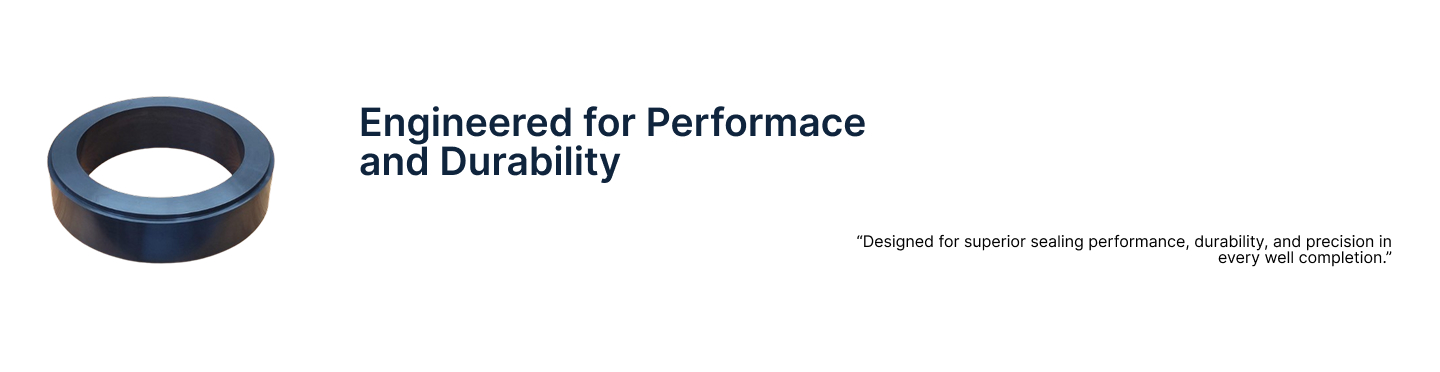 Engineered for Performace
and Durability
“Designed for superior sealing performance, durability, and precision in
every well completion.”